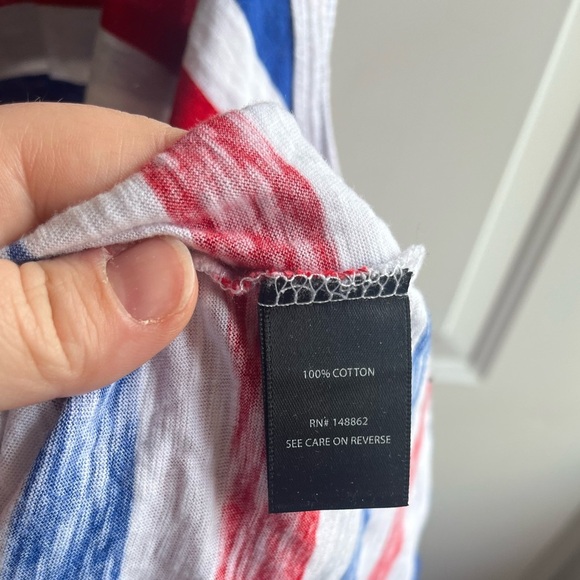 100% COTTON
RN# 148862
SEE CARE ON REVERSE